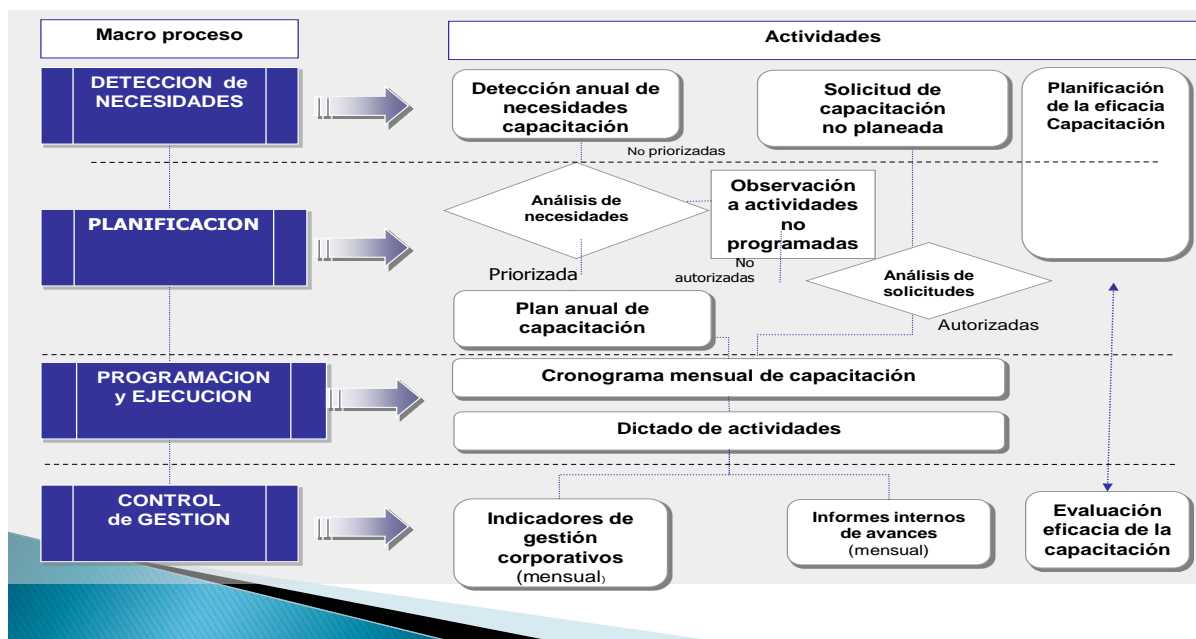 Macro proceso
Actividades
DETECCION de
NECESIDADES
Detección anual de
necesidades
capacitación
Solicitud de
capacitación
no planeada
Planificación
de la eficacia
Capacitación
No priorizadas
PLANIFICACION
Análisis de
necesidades
Observación
a actividades
no
programadas
Priorizada
No
autorizadas
Análisis de
solicitudes
Plan anual de
capacitación
Autorizadas
PROGRAMACION
y EJECUCION
Cronograma mensual de capacitación
Dictado de actividades
CONTROL
de GESTION
Indicadores de
gestión
corporativos
(mensual)
Informes internos
de avances
(mensual)
Evaluación
eficacia de la
capacitación